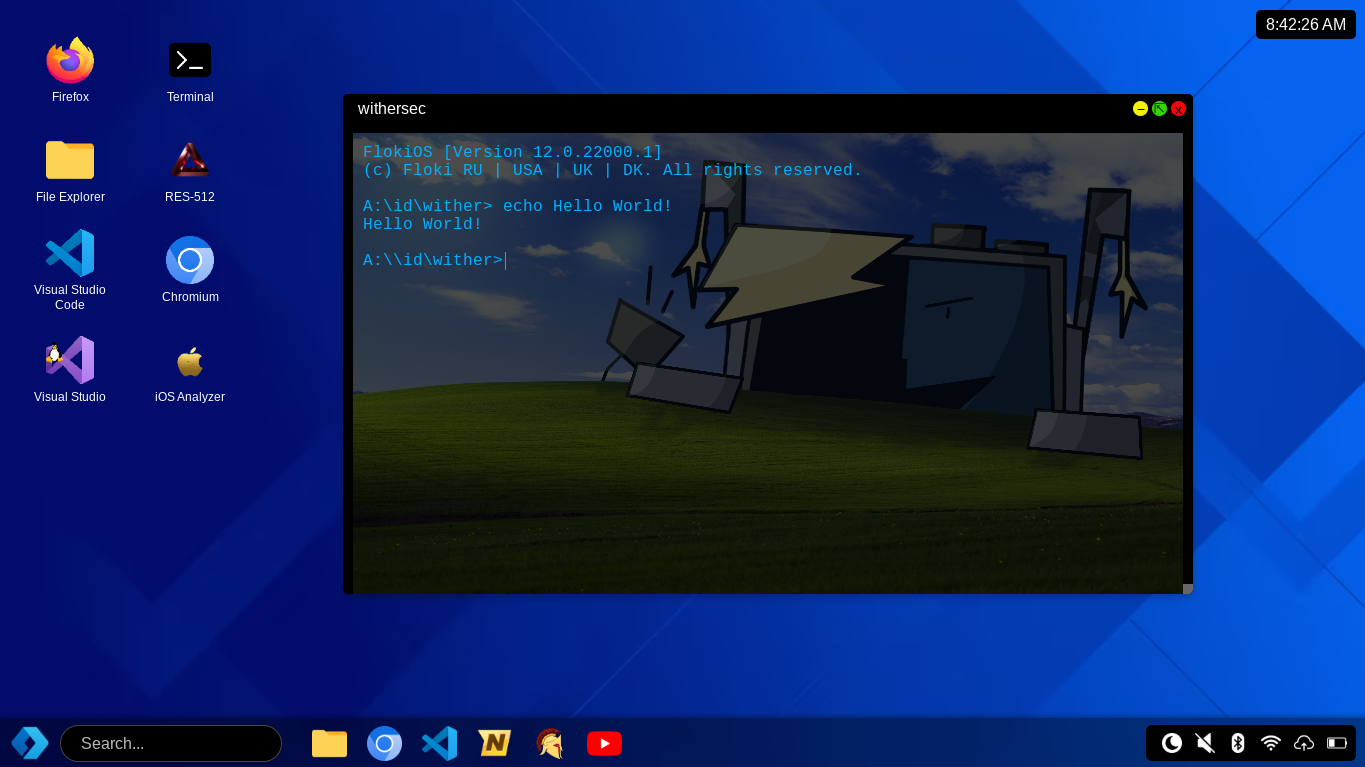 8:42:26 AM
Firefox
Terminal
File Explorer
RES-512
Visual Studio
Code
Chromium
Visual Studio
iOS Analyzer
withersec
FlokiOS [Version 12.0.22000.1]
(c) Floki RU | USA | UK | DK. All rights reserved.
A:\id\wither> echo Hello World!
Hello World!
A:\\id\wither>
Search...
N